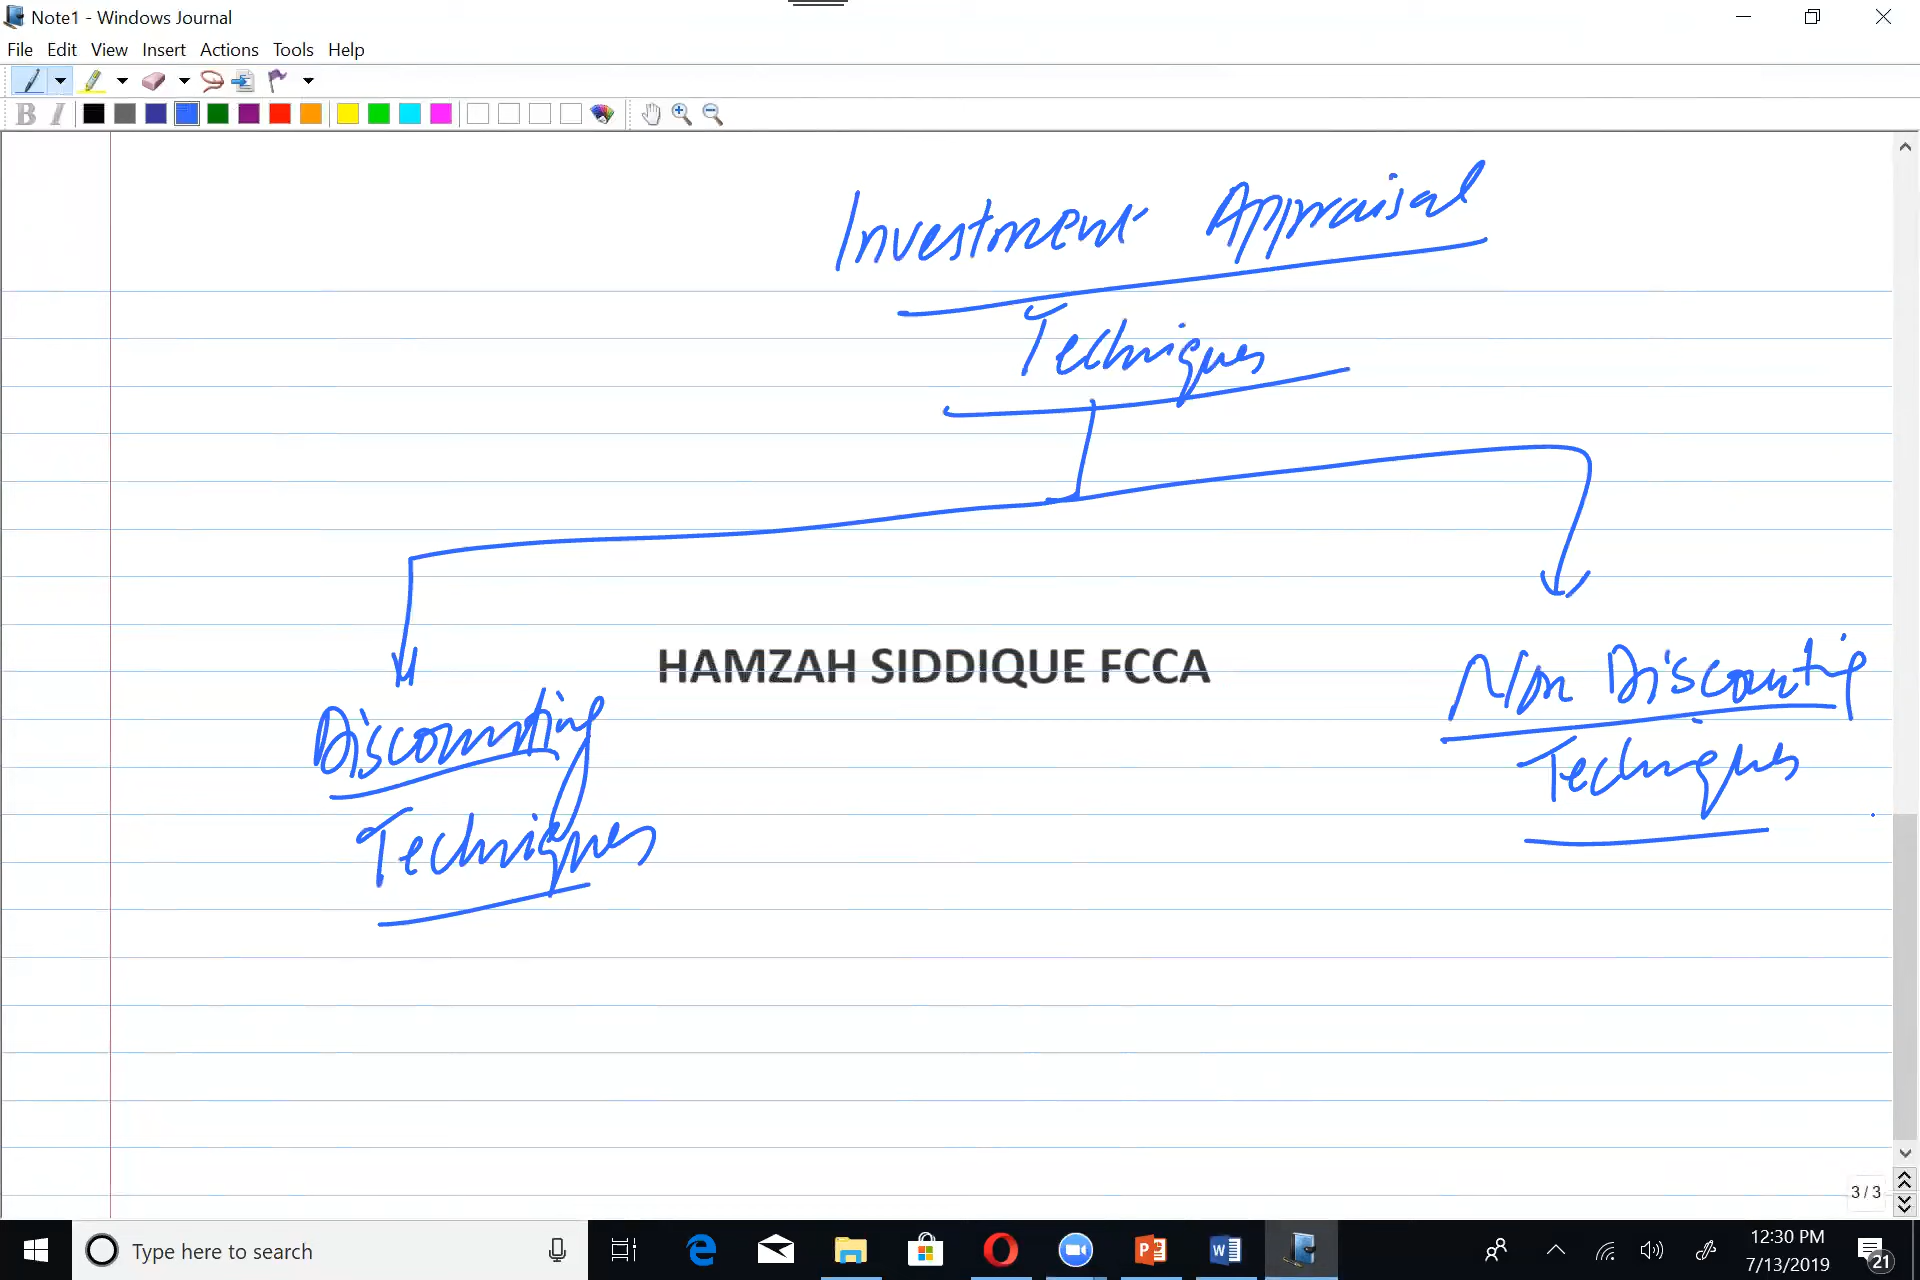 Note1 - Windows Journal
File Edit View Insert Actions Tools Help
B I
Investment Appraisal
Techniques
HAMZAH SIDDIQUE FCCA
Discounting
Techniques
Non Discounting
Techniques
3 / 3
Type here to search
12:30 PM
7/13/2019
21